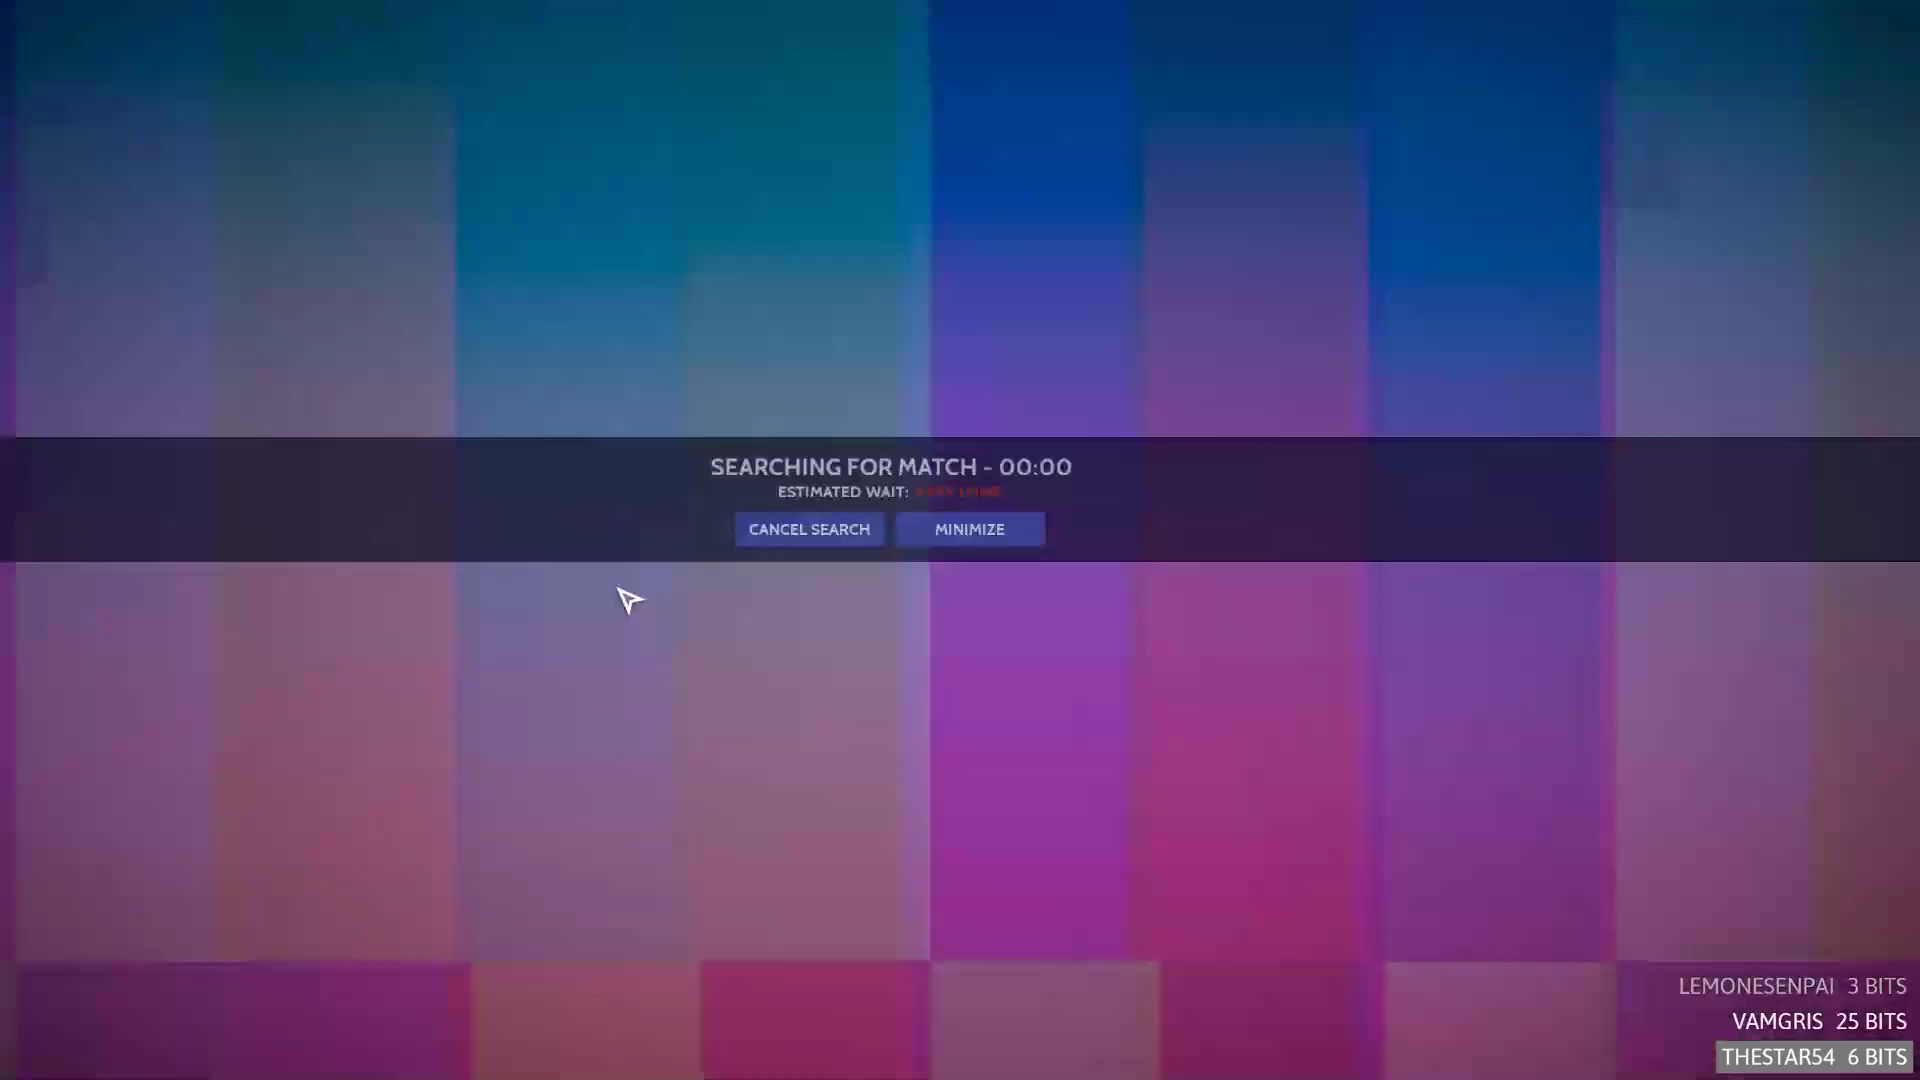 SEARCHING FOR MATCH - 00:00
ESTIMATED WAIT:
CANCEL SEARCH
MINIMIZE
LEMONESENPAI 3 BITS
VAMGRIS 25 BITS
THESTAR54 6 BITS